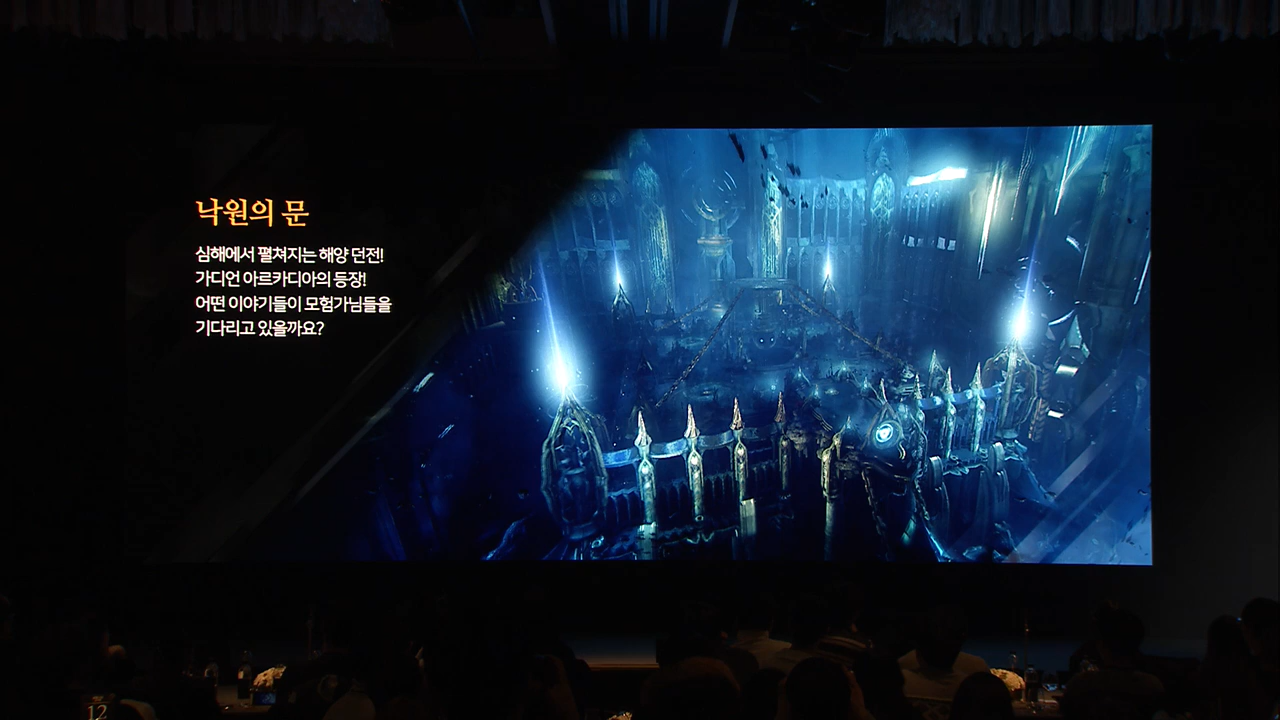 낙원의 문
심해에서 펼쳐지는 해양 던전!
가디언 아르카디아의 등장!
어떤 이야기들이 모험가님들을
기다리고 있을까요?
12